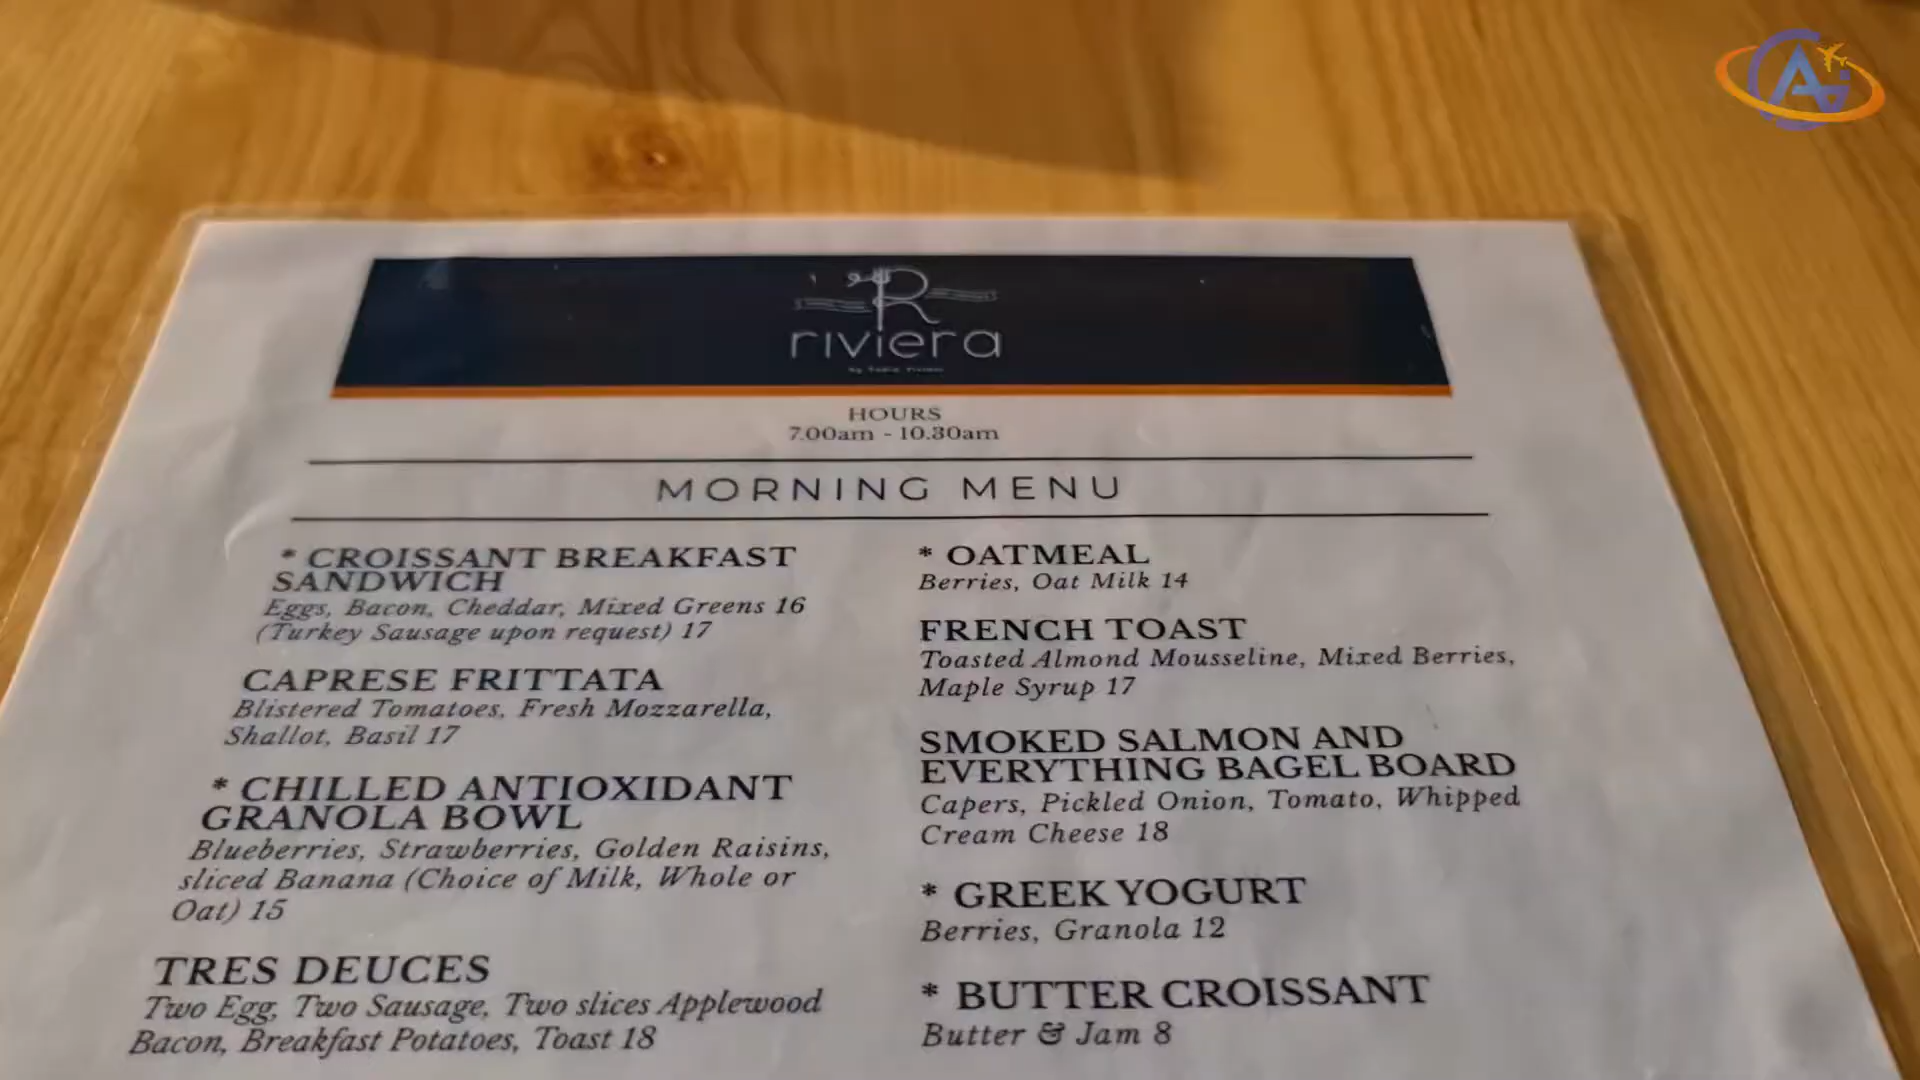 R
riviera
HOURS
7.00am - 10.30am
MORNING MENU
* CROISSANT BREAKFAST
SANDWICH
Eggs, Bacon, Cheddar, Mixed Greens 16
(Turkey Sausage upon request) 17
CAPRESE FRITTATA
Blistered Tomatoes, Fresh Mozzarella,
Shallot, Basil 17
* CHILLED ANTIOXIDANT
GRANOLA BOWL
Blueberries, Strawberries, Golden Raisins,
sliced Banana (Choice of Milk, Whole or
Oat) 15
TRES DEUCES
Two Egg, Two Sausage, Two slices Applewood
Bacon, Breakfast Potatoes, Toast 18
* OATMEAL
Berries, Oat Milk 14
FRENCH TOAST
Toasted Almond Mousseline, Mixed Berries,
Maple Syrup 17
SMOKED SALMON AND
EVERYTHING BAGEL BOARD
Capers, Pickled Onion, Tomato, Whipped
Cream Cheese 18
* GREEK YOGURT
Berries, Granola 12
* BUTTER CROISSANT
Butter & Jam 8